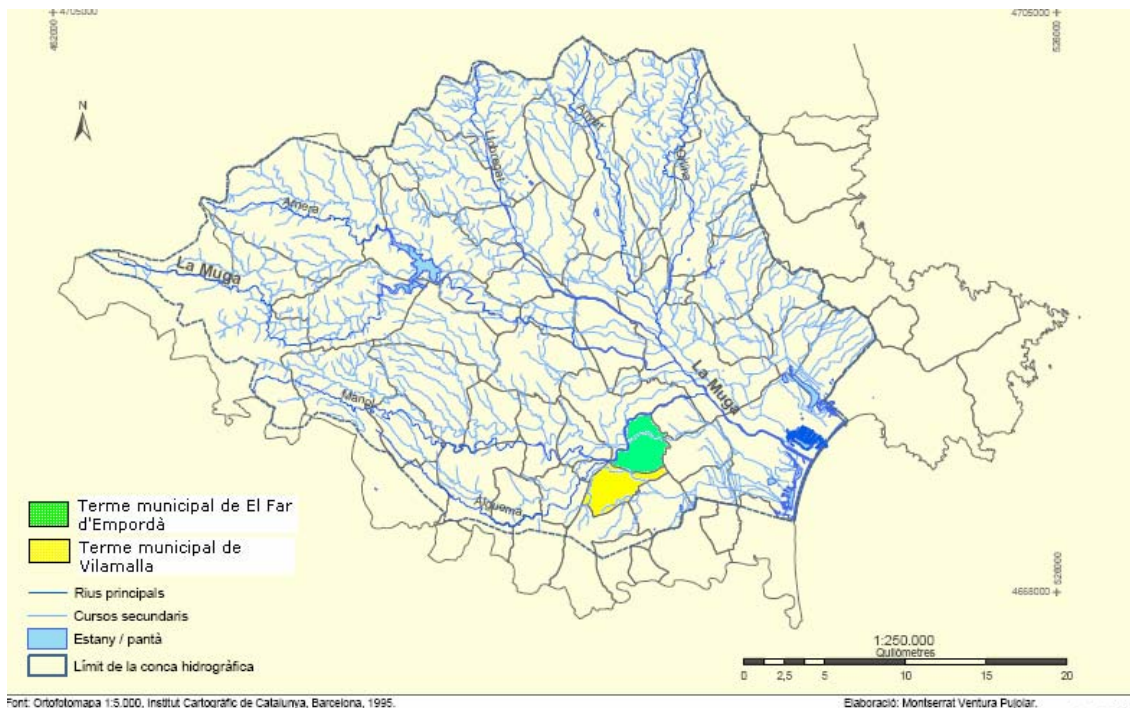 4705000
4705000
462000
526000
N
Llobregat
Anyet
Orlina
Arnera
La Muga
La Muga
Manol
Alguema
Terme municipal de El Far
d'Empordà
Terme municipal de
Vilamalla
Rius principals
Cursos secundaris
Estany / pantà
Límit de la conca hidrogràfica
4668000
526000
1:250.000
Quilòmetres
0 2,5 5 10 15 20
Font: Ortofotomapa 1:5.000, Institut Cartogràfic de Catalunya, Barcelona, 1995.
Elaboració: Montserrat Ventura Pujolar.